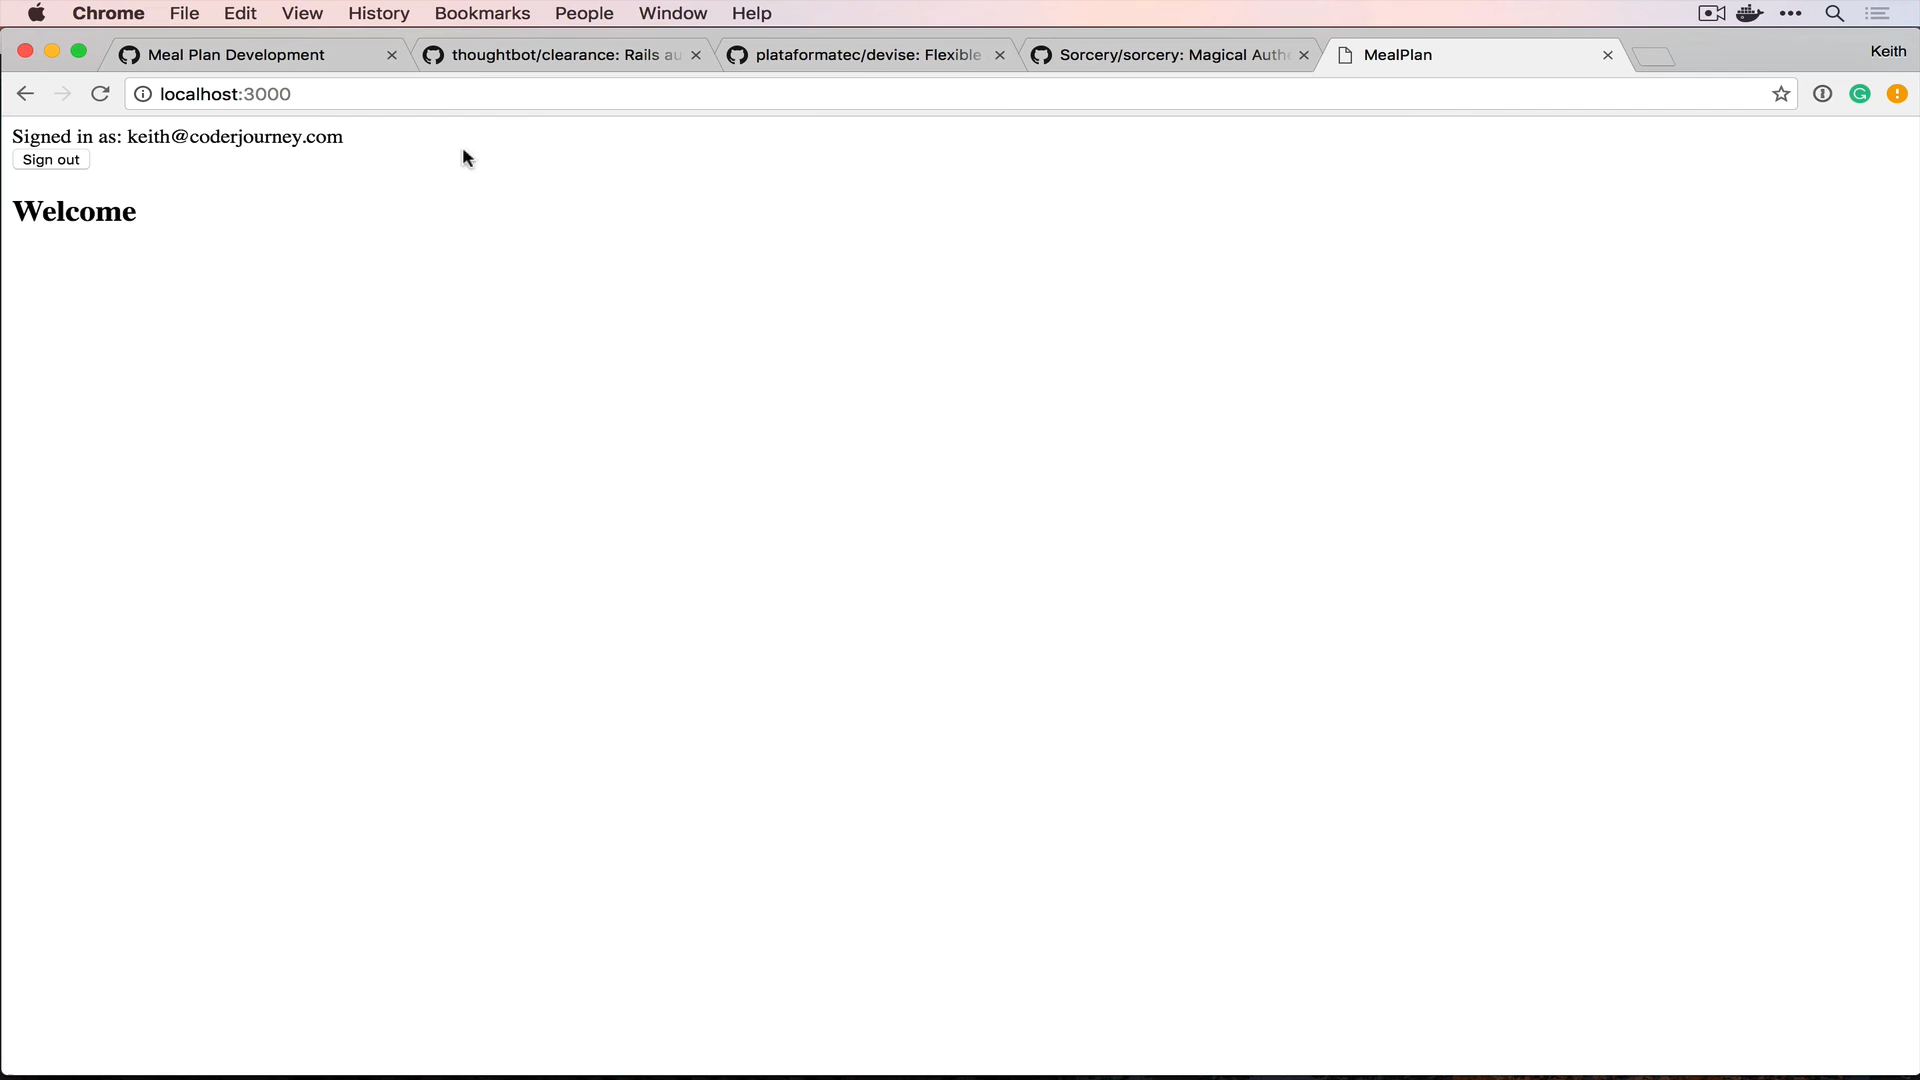 Chrome File Edit View History Bookmarks People Window Help
Meal Plan Development
thoughtbot/clearance: Rails au
plataformatec/devise: Flexible
Sorcery/sorcery: Magical Auth
MealPlan
Keith
localhost:3000
Signed in as: keith@coderjourney.com
Sign out
Welcome